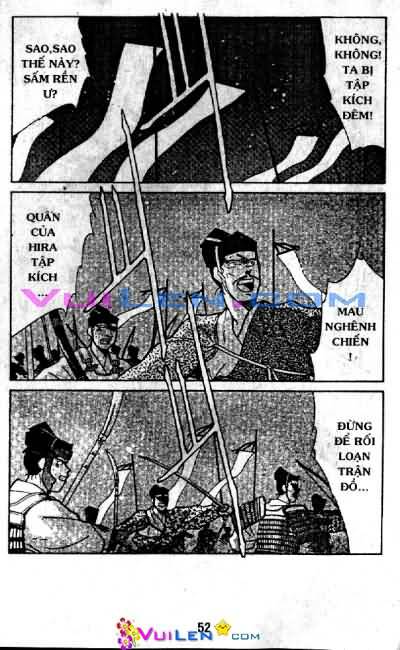 SAO,SAO
THẾ NÀY?
SẤM RỀN
Ư?
KHÔNG,
KHÔNG!
TA BỊ
TẬP
KÍCH
ĐÊM!
QUÂN
CỦA
HIRA
TẬP
KÍCH
...
VUILEN.COM
MAU
NGHÊNH
CHIẾN
!
ĐỪNG
ĐỂ RỐI
LOẠN
TRẬN
ĐỒ...
52
VUILEN
.COM